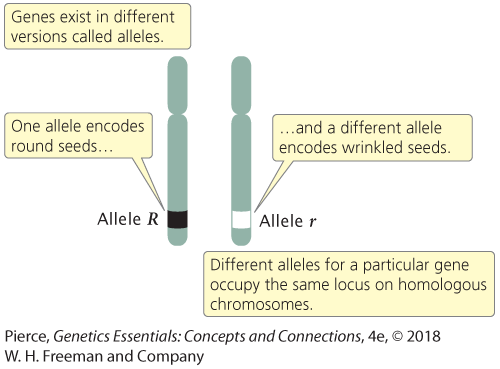 Genes exist in different
versions called alleles.
One allele encodes
round seeds…
…and a different allele
encodes wrinkled seeds.
Allele R
Allele r
Different alleles for a particular gene
occupy the same locus on homologous
chromosomes.
Pierce, Genetics Essentials: Concepts and Connections, 4e, © 2018
W. H. Freeman and Company